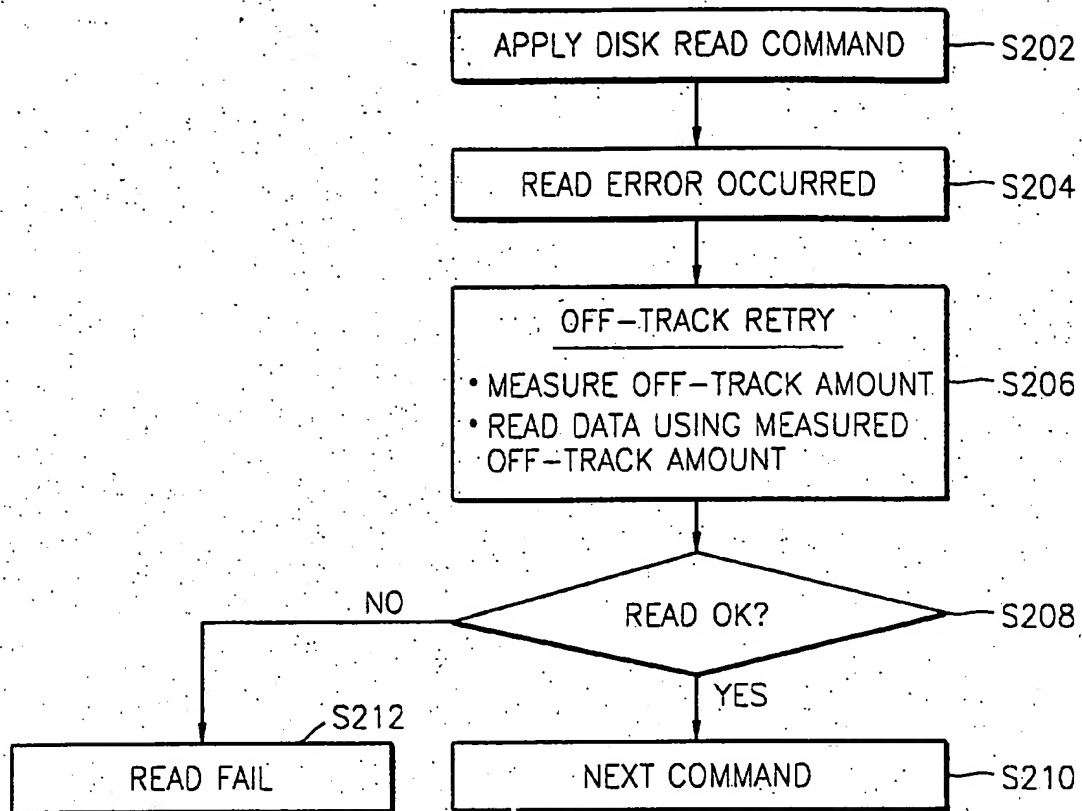 APPLY DISK READ COMMAND
S202
READ ERROR OCCURRED
S204
OFF-TRACK RETRY
• MEASURE OFF-TRACK AMOUNT
• READ DATA USING MEASURED
OFF-TRACK AMOUNT
S206
READ OK?
S208
NO
YES
S212
READ FAIL
NEXT COMMAND
S210